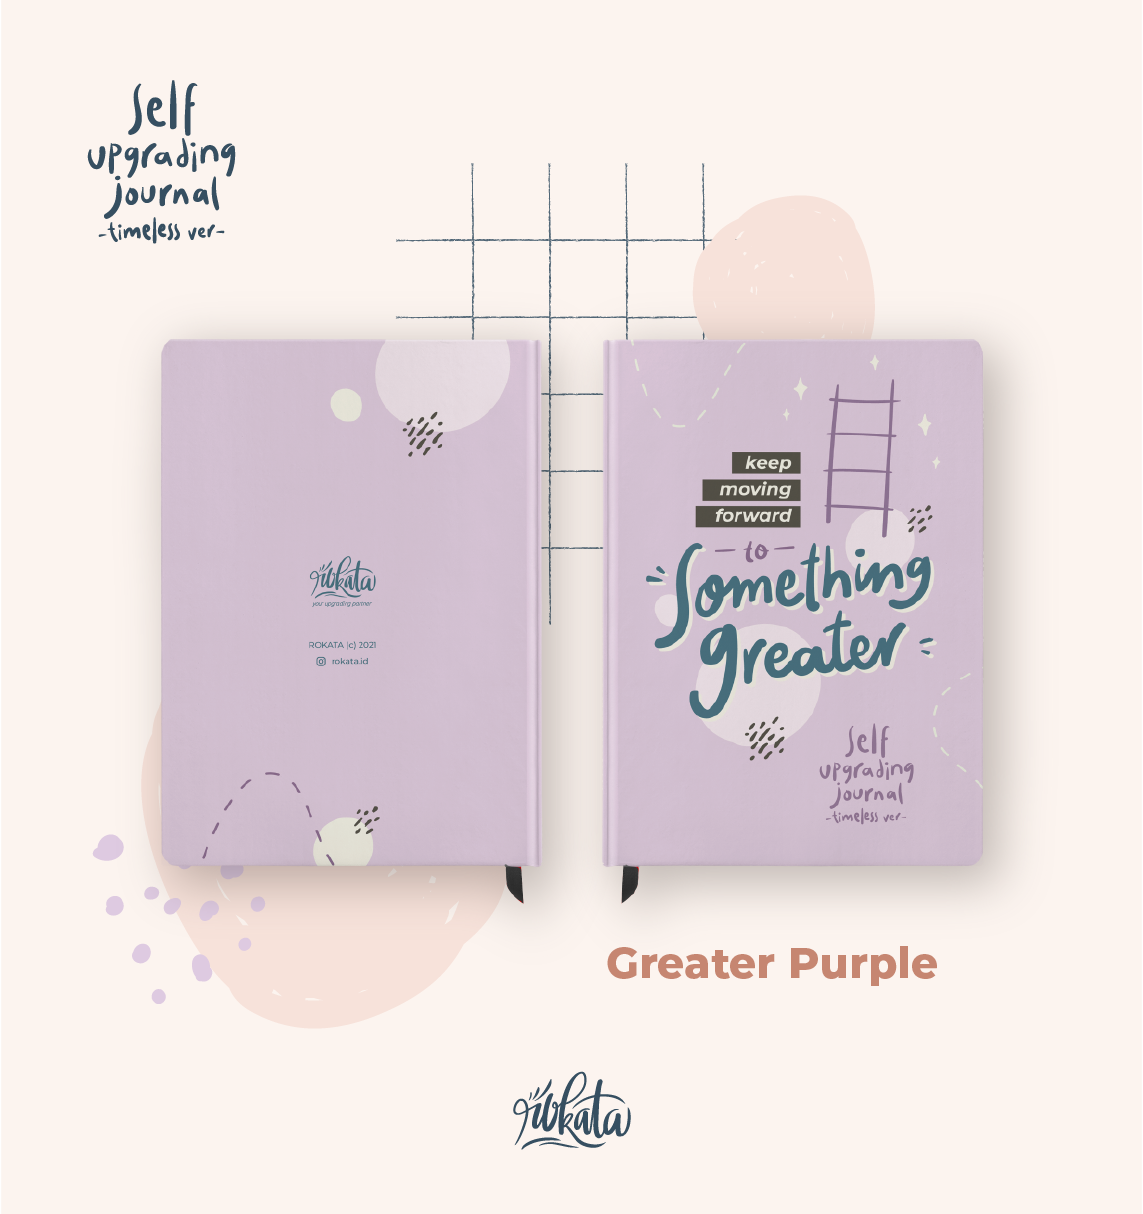 Self
upgrading
journal
-timeless ver-
rokata
your upgrading partner
ROKATA (c) 2021
rokata.id
keep
moving
forward
- to -
Something
greater
Self
upgrading
journal
-timeless ver-
Greater Purple
rokata